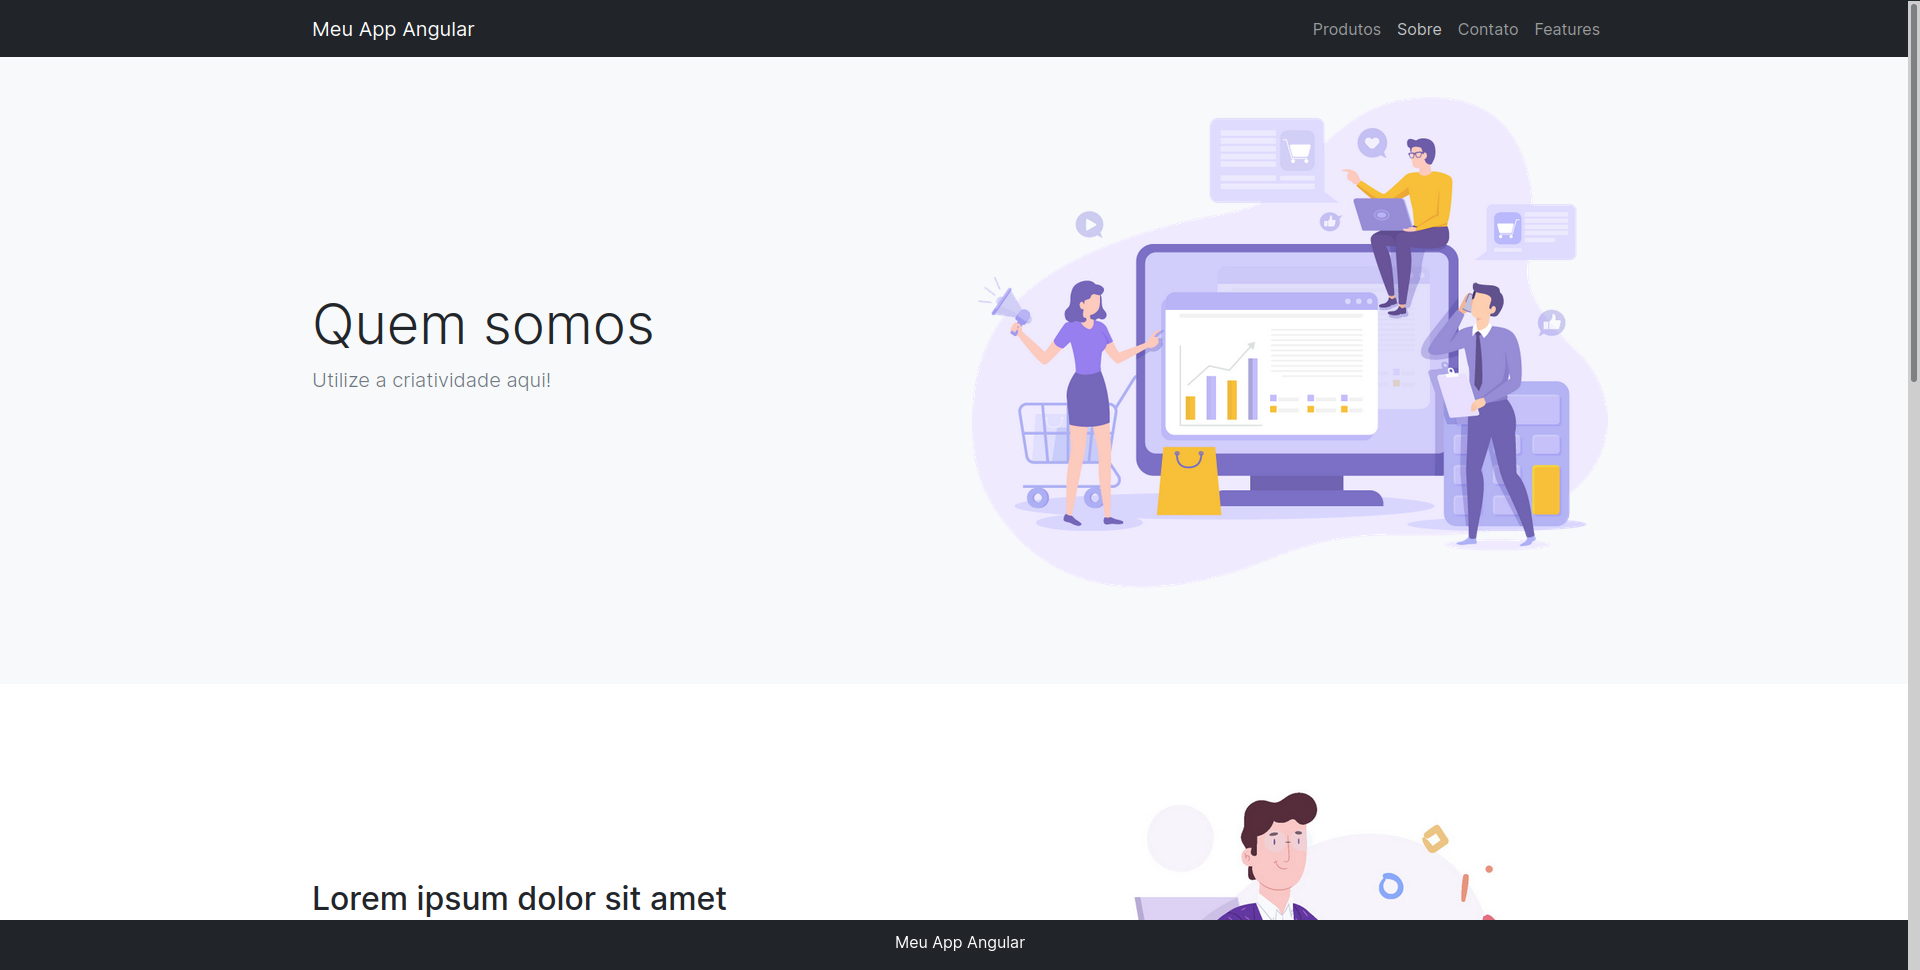 Meu App Angular
Produtos Sobre Contato Features
Quem somos
Utilize a criatividade aqui!
Lorem ipsum dolor sit amet
Meu App Angular